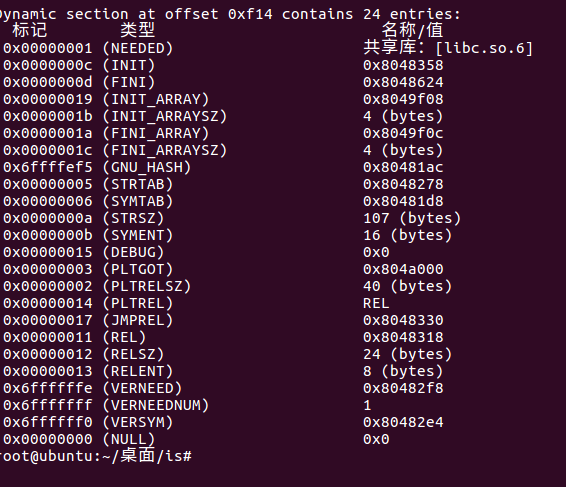 Dynamic section at offset 0xf14 contains 24 entries:
标记 类型 名称/值
0x00000001 (NEEDED) 共享库：[libc.so.6]
0x0000000c (INIT) 0x8048358
0x0000000d (FINI) 0x8048624
0x00000019 (INIT_ARRAY) 0x8049f08
0x0000001b (INIT_ARRAYSZ) 4 (bytes)
0x0000001a (FINI_ARRAY) 0x8049f0c
0x0000001c (FINI_ARRAYSZ) 4 (bytes)
0x6ffffef5 (GNU_HASH) 0x80481ac
0x00000005 (STRTAB) 0x8048278
0x00000006 (SYMTAB) 0x80481d8
0x0000000a (STRSZ) 107 (bytes)
0x0000000b (SYMENT) 16 (bytes)
0x00000015 (DEBUG) 0x0
0x00000003 (PLTGOT) 0x804a000
0x00000002 (PLTRELSZ) 40 (bytes)
0x00000014 (PLTREL) REL
0x00000017 (JMPREL) 0x8048330
0x00000011 (REL) 0x8048318
0x00000012 (RELSZ) 24 (bytes)
0x00000013 (RELENT) 8 (bytes)
0x6ffffffe (VERNEED) 0x80482f8
0x6fffffff (VERNEEDNUM) 1
0x6ffffff0 (VERSYM) 0x80482e4
0x00000000 (NULL) 0x0
root@ubuntu:~/桌面/is#